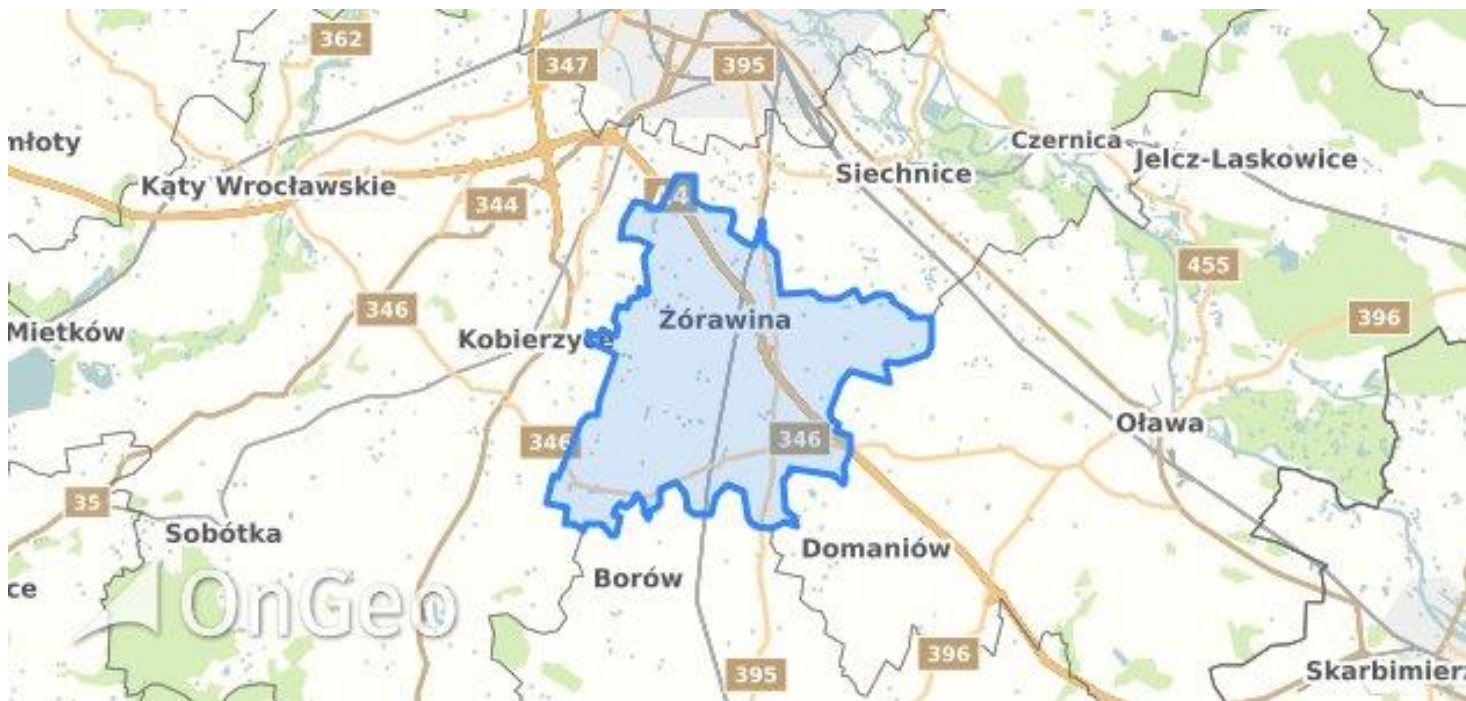 362
347
395
młoty
Czernica
Jelcz-Laskowice
Siechnice
Kąty Wrocławskie
344
4
455
346
396
Mietków
Kobierzyce
Żórawina
Oława
346
346
35
Sobótka
Domaniów
Borów
ce
OnGeo
396
395
Skarbimierz